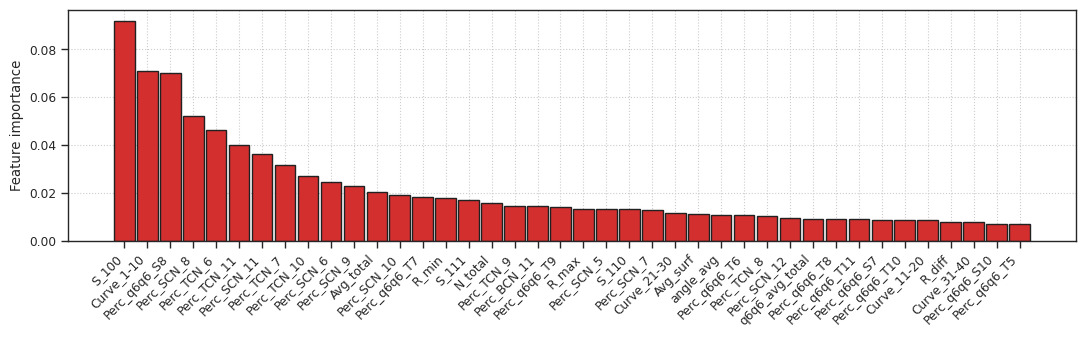 Feature importance
0.08
0.06
0.04
0.02
0.00
S_100
Curve_1-10
Perc_q6q6_S8
Perc_SCN_8
Perc_TCN_6
Perc_TCN_11
Perc_SCN_11
Perc_TCN_7
Perc_TCN_10
Perc_SCN_6
Perc_SCN_9
Avg_total
Perc_SCN_10
Perc_q6q6_T7
R_min
S_111
N_total
Perc_TCN_9
Perc_BCN_11
Perc_q6q6_T9
R_max
Perc_SCN_5
S_110
Perc_SCN_7
Curve_21-30
Avg_surf
angle_avg
Perc_q6q6_T6
Perc_TCN_8
Perc_SCN_12
q6q6_avg_total
Perc_q6q6_T8
Perc_q6q6_T11
Perc_q6q6_S7
Perc_q6q6_T10
Curve_11-20
R_diff
Curve_31-40
Perc_q6q6_S10
Perc_q6q6_T5